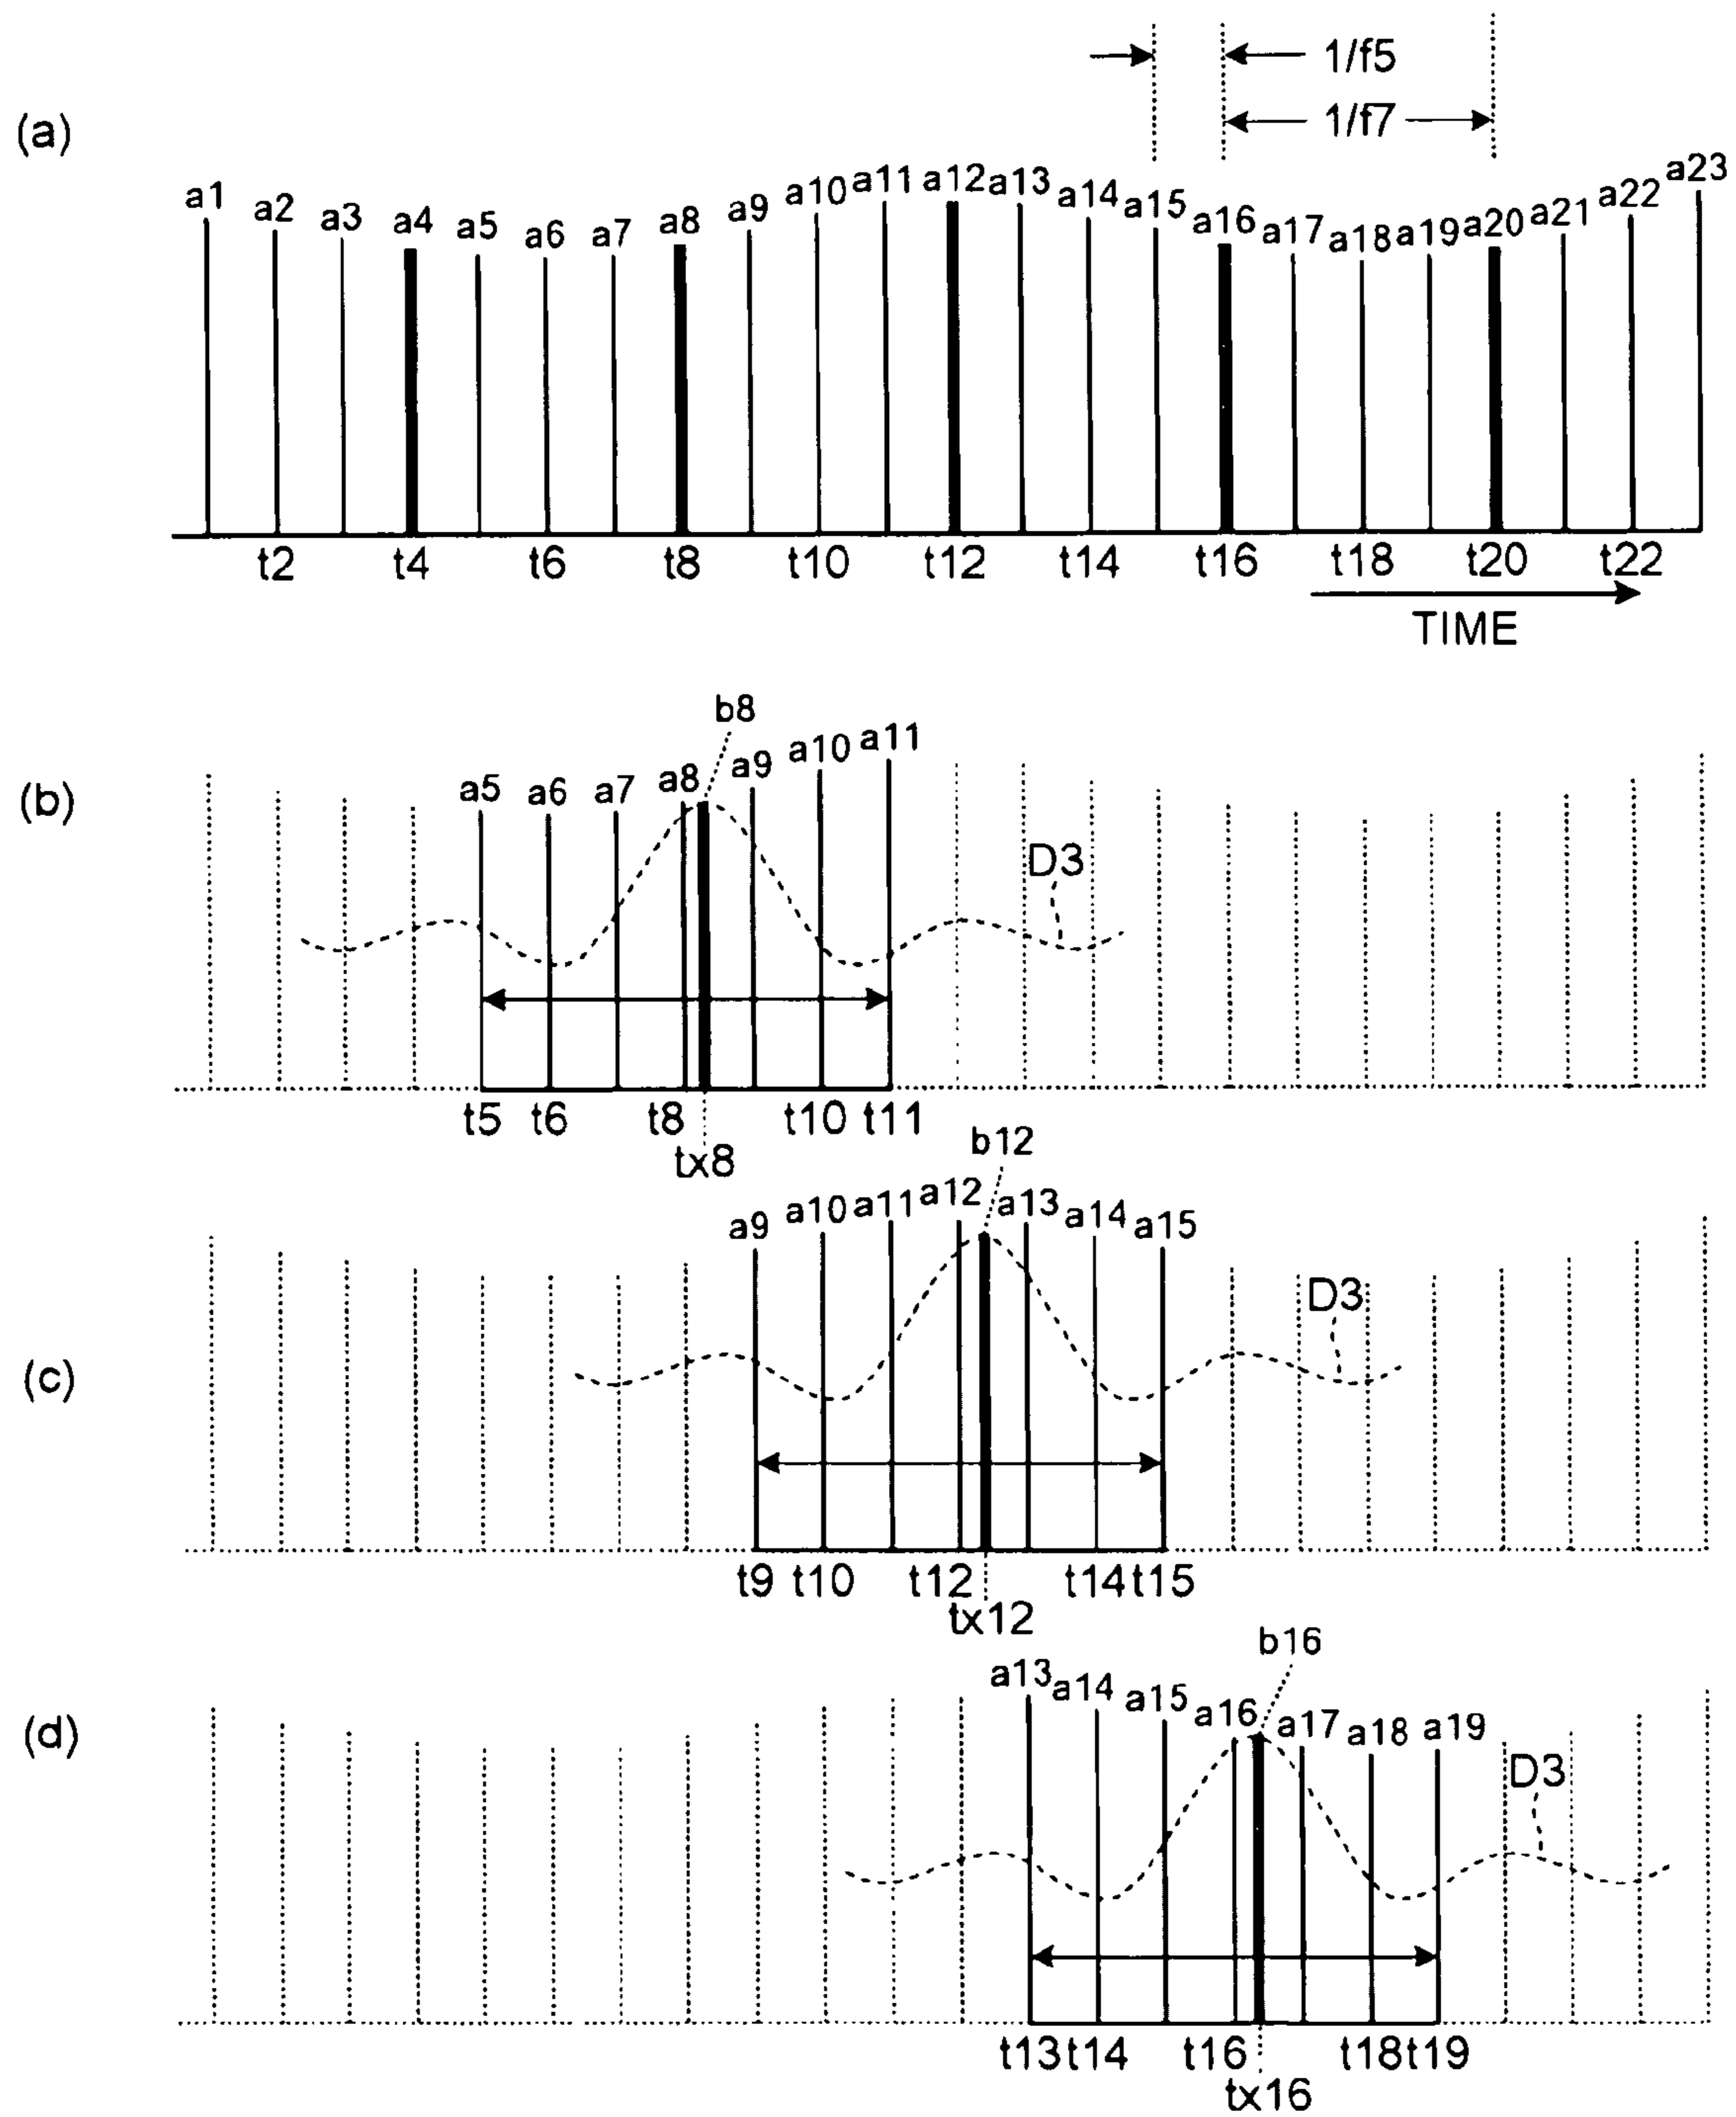 1/f5
1/f7
(a)
a1 a2 a3 a4 a5 a6 a7 a8 a9 a10 a11 a12 a13 a14 a15 a16 a17 a18 a19 a20 a21 a22 a23
t2 t4 t6 t8 t10 t12 t14 t16 t18 t20 t22
TIME
b8
(b)
a5 a6 a7 a8 a9 a10 a11
D3
t5 t6 t8 t10 t11
tx8
b12
a9 a10 a11 a12 a13 a14 a15
D3
(c)
t9 t10 t12 t14 t15
tx12
b16
a13 a14 a15 a16 a17 a18 a19
(d)
D3
t13 t14 t16 t18 t19
tx16